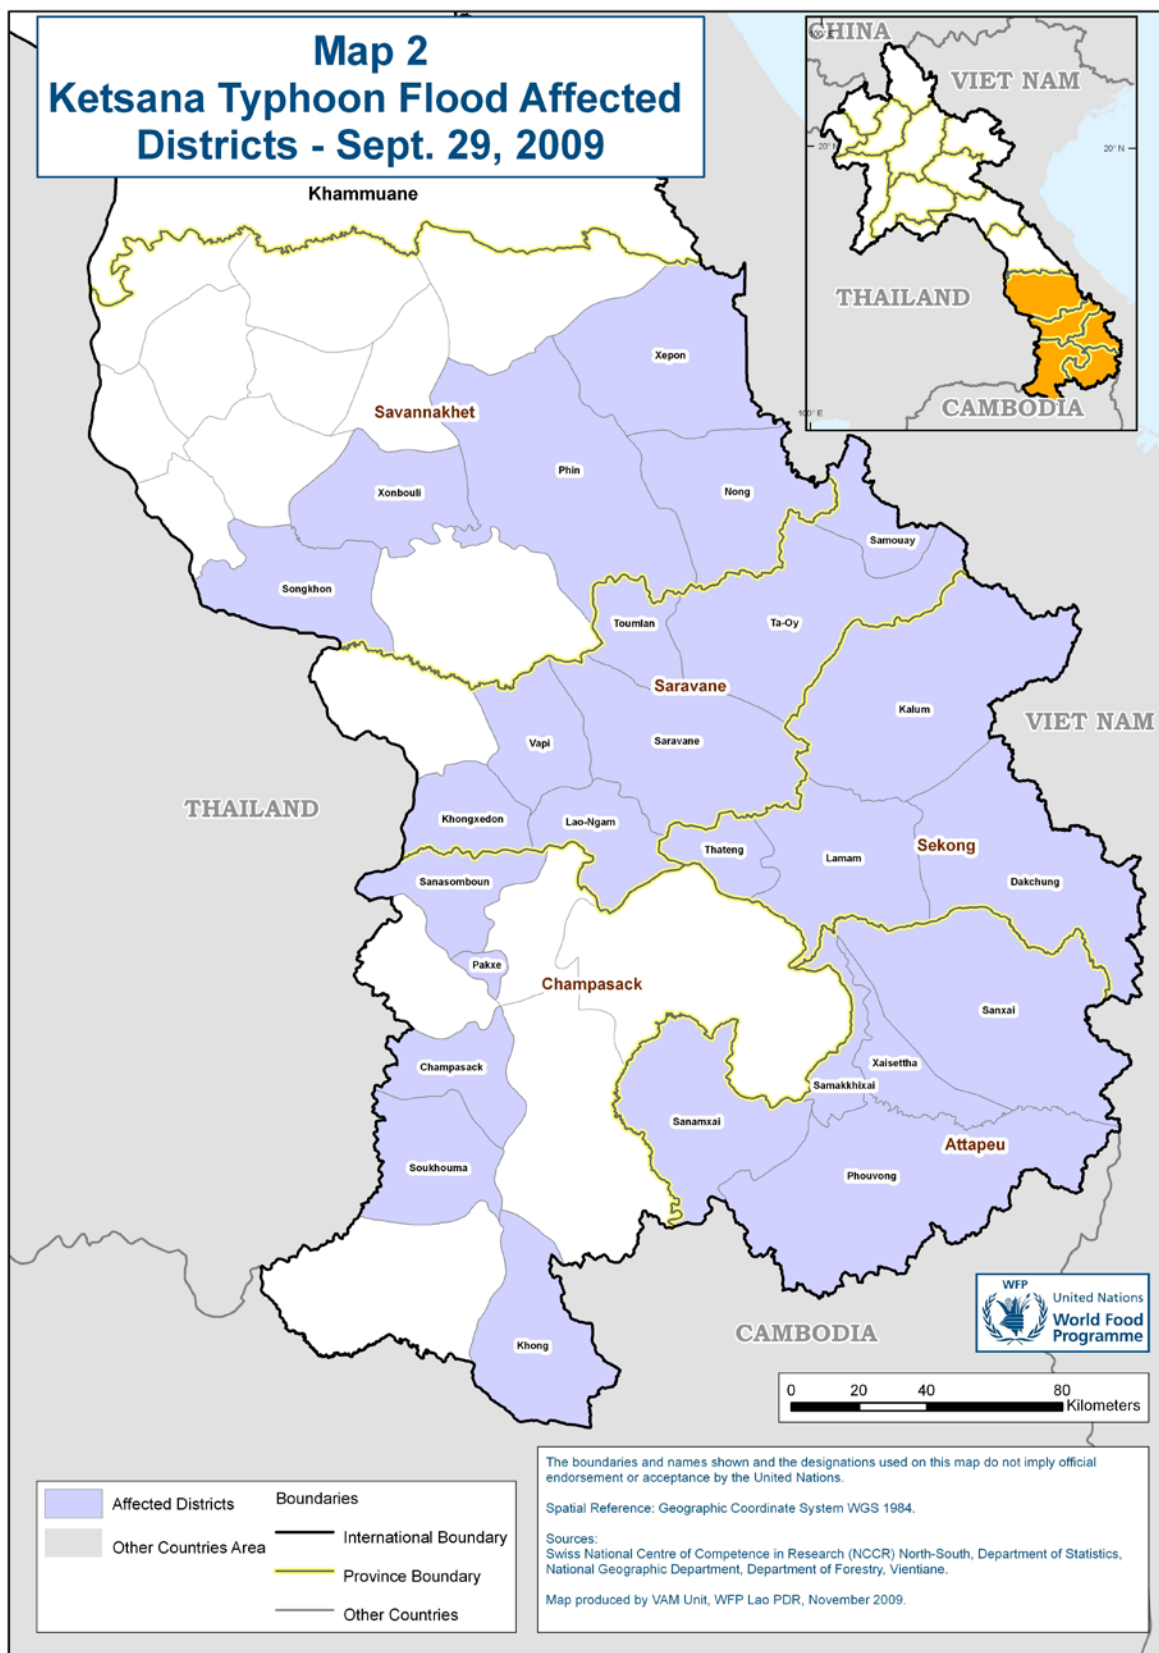 Map 2
Ketsana Typhoon Flood Affected
Districts - Sept. 29, 2009
CHINA
100° E
VIET NAM
20° N
20° N
THAILAND
CAMBODIA
100° E
Khammuane
Xepon
Savannakhet
Phin
Xonbouli
Nong
Samouay
Songkhon
Toumlan
Ta-Oy
Saravane
Kalum
VIET NAM
Vapi
Saravane
THAILAND
Khongxedon
Lao-Ngam
Thateng
Lamam
Sekong
Sanasomboun
Dakchung
Pakxe
Champasack
Sanxai
Champasack
Xaisettha
Samakkhixai
Sanamxai
Attapeu
Soukhouma
Phouvong
Khong
CAMBODIA
WFP
United Nations
World Food
Programme
0 20 40 80
Kilometers
Affected Districts
Other Countries Area
Boundaries
International Boundary
Province Boundary
Other Countries
The boundaries and names shown and the designations used on this map do not imply official
endorsement or acceptance by the United Nations.
Spatial Reference: Geographic Coordinate System WGS 1984.
Sources:
Swiss National Centre of Competence in Research (NCCR) North-South, Department of Statistics,
National Geographic Department, Department of Forestry, Vientiane.
Map produced by VAM Unit, WFP Lao PDR, November 2009.